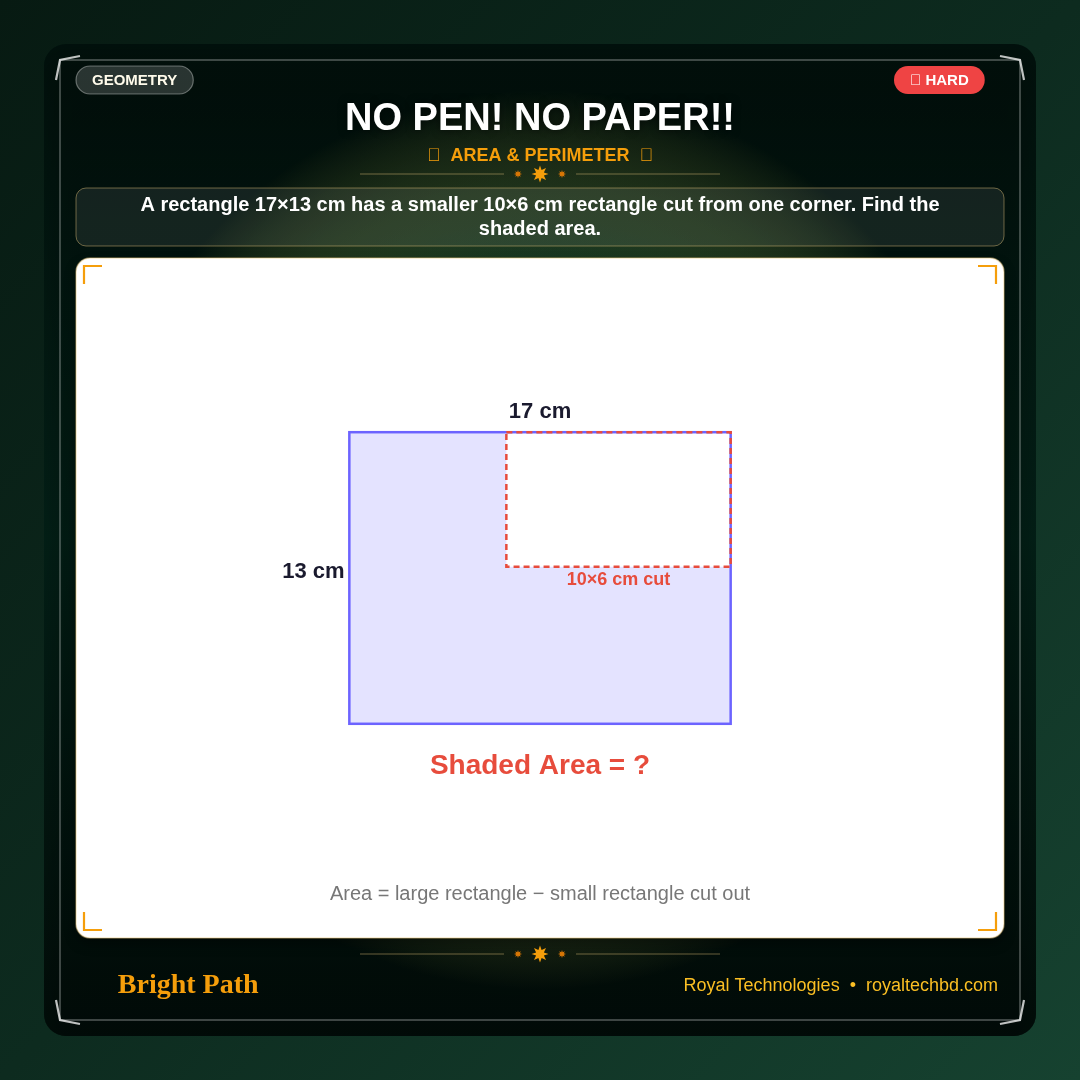 GEOMETRY
HARD
NO PEN! NO PAPER!!
AREA & PERIMETER
A rectangle 17×13 cm has a smaller 10×6 cm rectangle cut from one corner. Find the
shaded area.
17 cm
13 cm
10×6 cm cut
Shaded Area = ?
Area = large rectangle − small rectangle cut out
Bright Path
Royal Technologies • royaltechbd.com